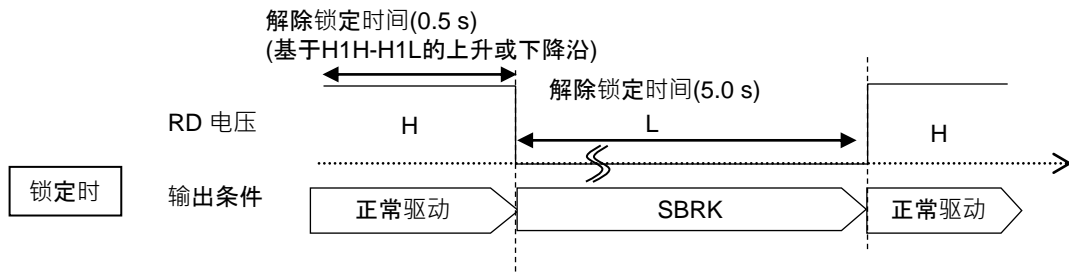 解除锁定时间(0.5 s)
(基于H1H-H1L的上升或下降沿)
解除锁定时间(5.0 s)
RD 电压
H
L
H
锁定时
输出条件
正常驱动
SBRK
正常驱动